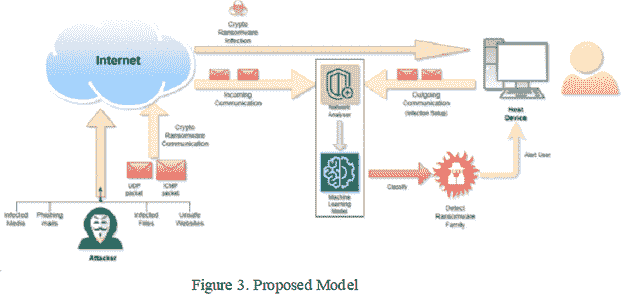 Crypto
Ransomware
Infection
Internet
Incoming
Communication
Network
Analyser
Outgoing
Communication
(Infection Setup)
Host
Device
Crypto
Ransomware
Communication
UDP
packet
ICMP
packet
Infected
Media
Phishing
mails
Infected
Files
Unsafe
Websites
Attacker
Machine
Learning
Model
Classify
Detect
Ransomware
Family
Alert User
Figure 3. Proposed Model